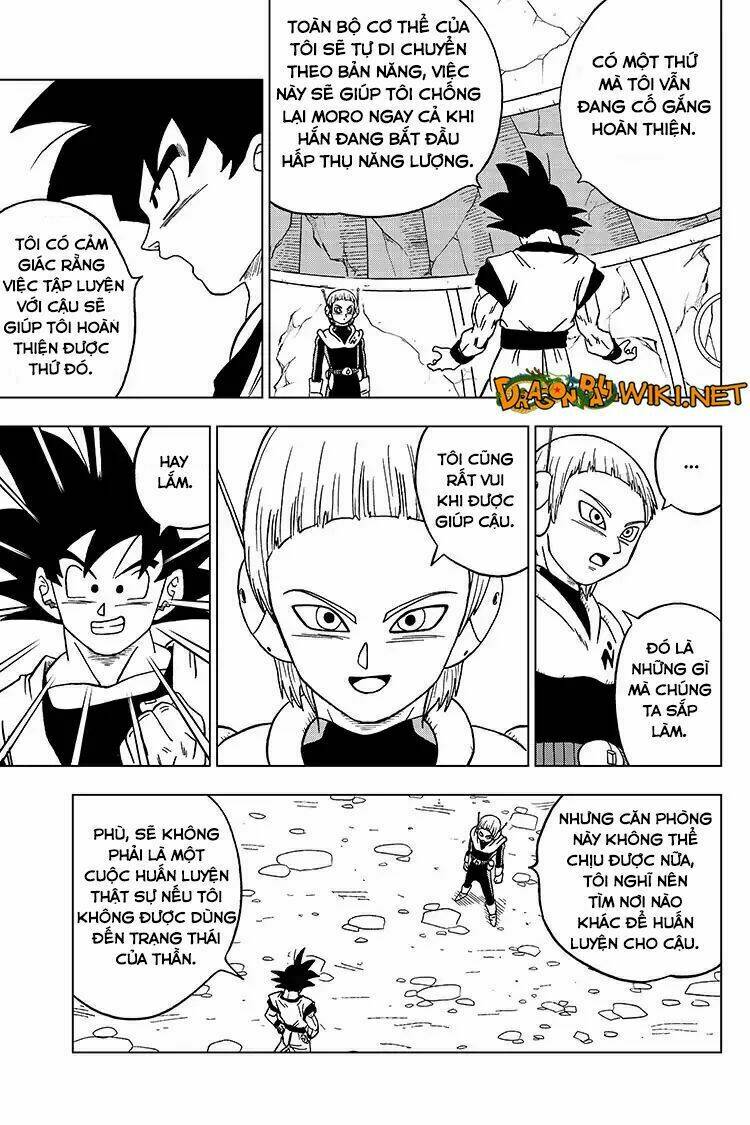 CÓ MỘT THỨ
MÀ TÔI VẪN
ĐANG CỐ GẮNG
HOÀN THIỆN.
TOÀN BỘ CƠ THỂ CỦA
TÔI SẼ TỰ DI CHUYỂN
THEO BẢN NĂNG, VIỆC
NÀY SẼ GIÚP TÔI CHỐNG
LẠI MORO NGAY CẢ KHI
HẮN ĐANG BẮT ĐẦU
HẤP THỤ NĂNG LƯỢNG.
TÔI CÓ CẢM
GIÁC RẰNG
VIỆC TẬP LUYỆN
VỚI CẬU SẼ
GIÚP TÔI HOÀN
THIỆN ĐƯỢC
THỨ ĐÓ.
DRAGON BALL WIKI.NET
...
ĐÓ LÀ
NHỮNG GÌ
MÀ CHÚNG
TA SẮP
LÀM.
TÔI CŨNG
RẤT VUI
KHI ĐƯỢC
GIÚP CẬU.
HAY
LẮM.
NHƯNG CĂN PHÒNG
NÀY KHÔNG THỂ
CHỊU ĐƯỢC NỮA,
TÔI NGHĨ NÊN
TÌM NƠI NÀO
KHÁC ĐỂ HUẤN
LUYỆN CHO CẬU.
PHÙ, SẼ KHÔNG
PHẢI LÀ MỘT
CUỘC HUẤN LUYỆN
THẬT SỰ NẾU TÔI
KHÔNG ĐƯỢC DÙNG
ĐẾN TRẠNG THÁI
CỦA THẦN.